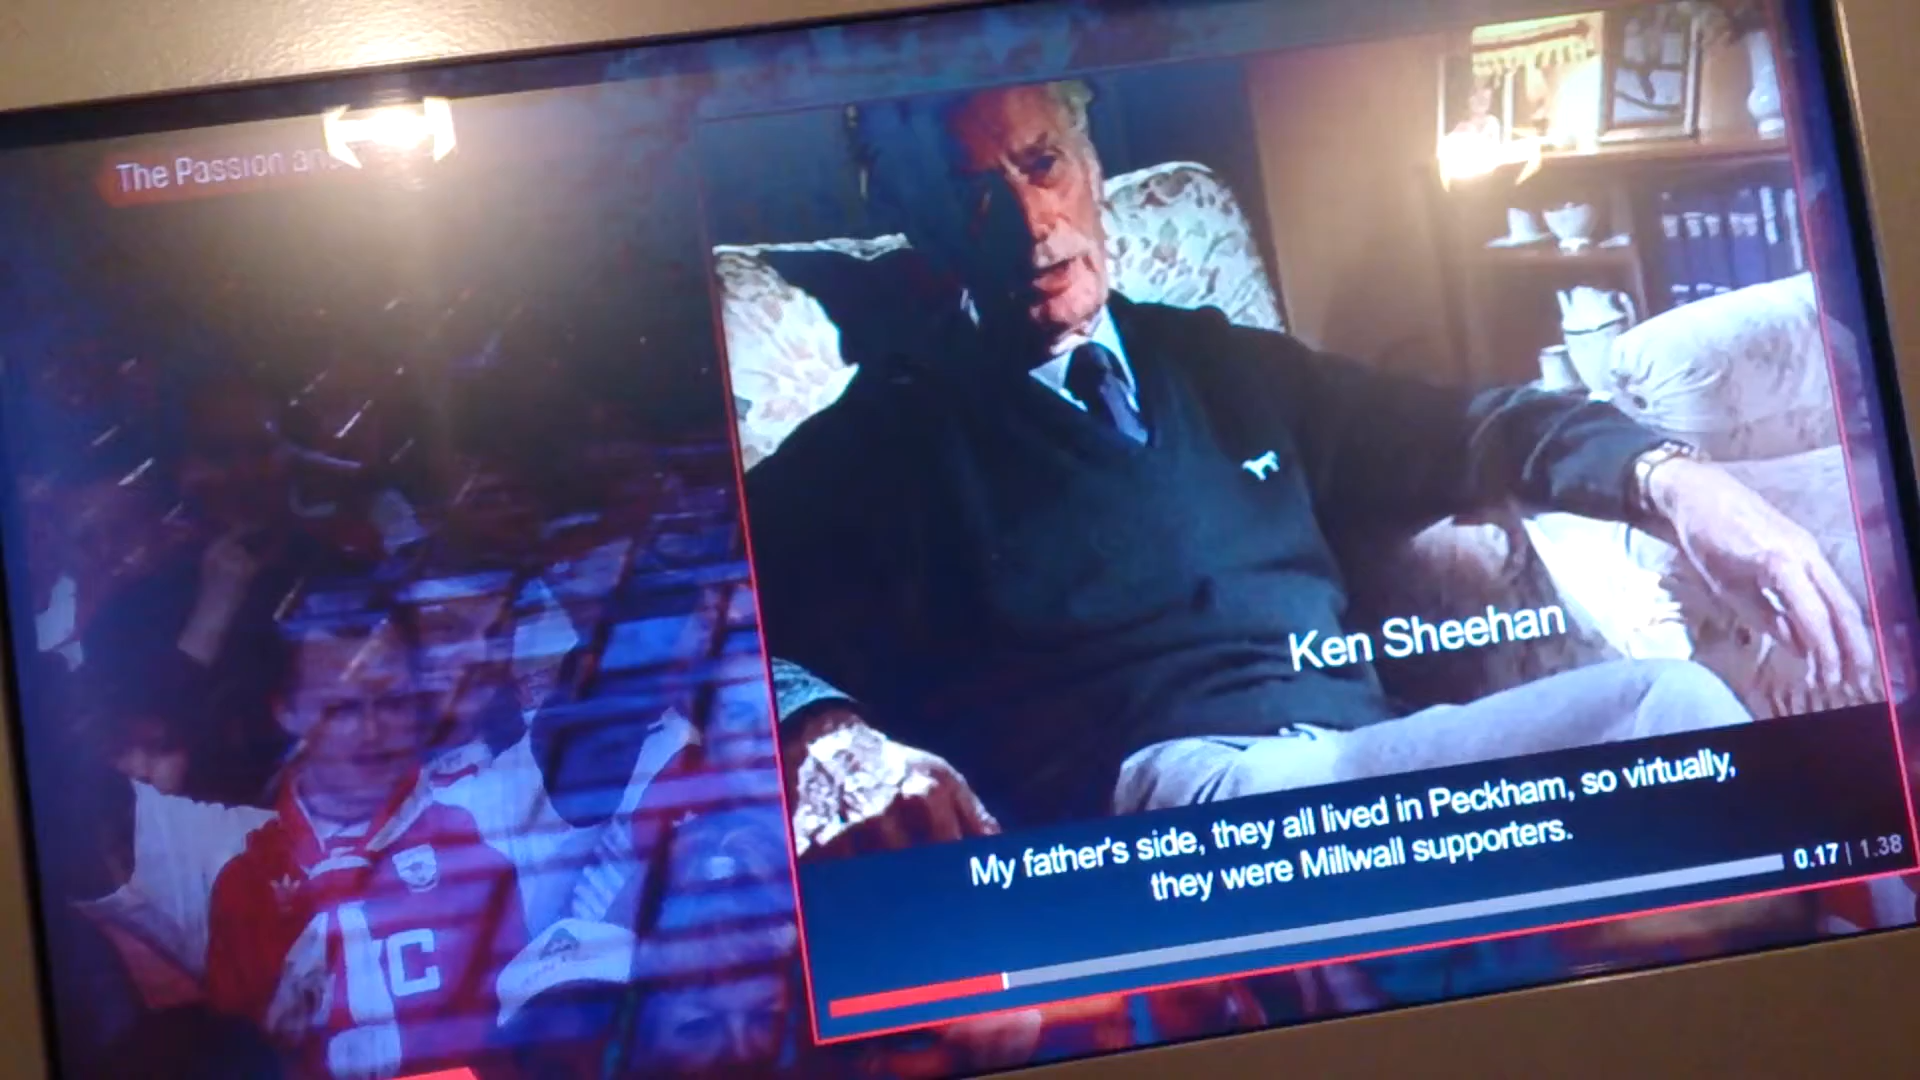 The Passion an
Ken Sheehan
My father's side, they all lived in Peckham, so virtually,
they were Millwall supporters.
0.17 | 1.38